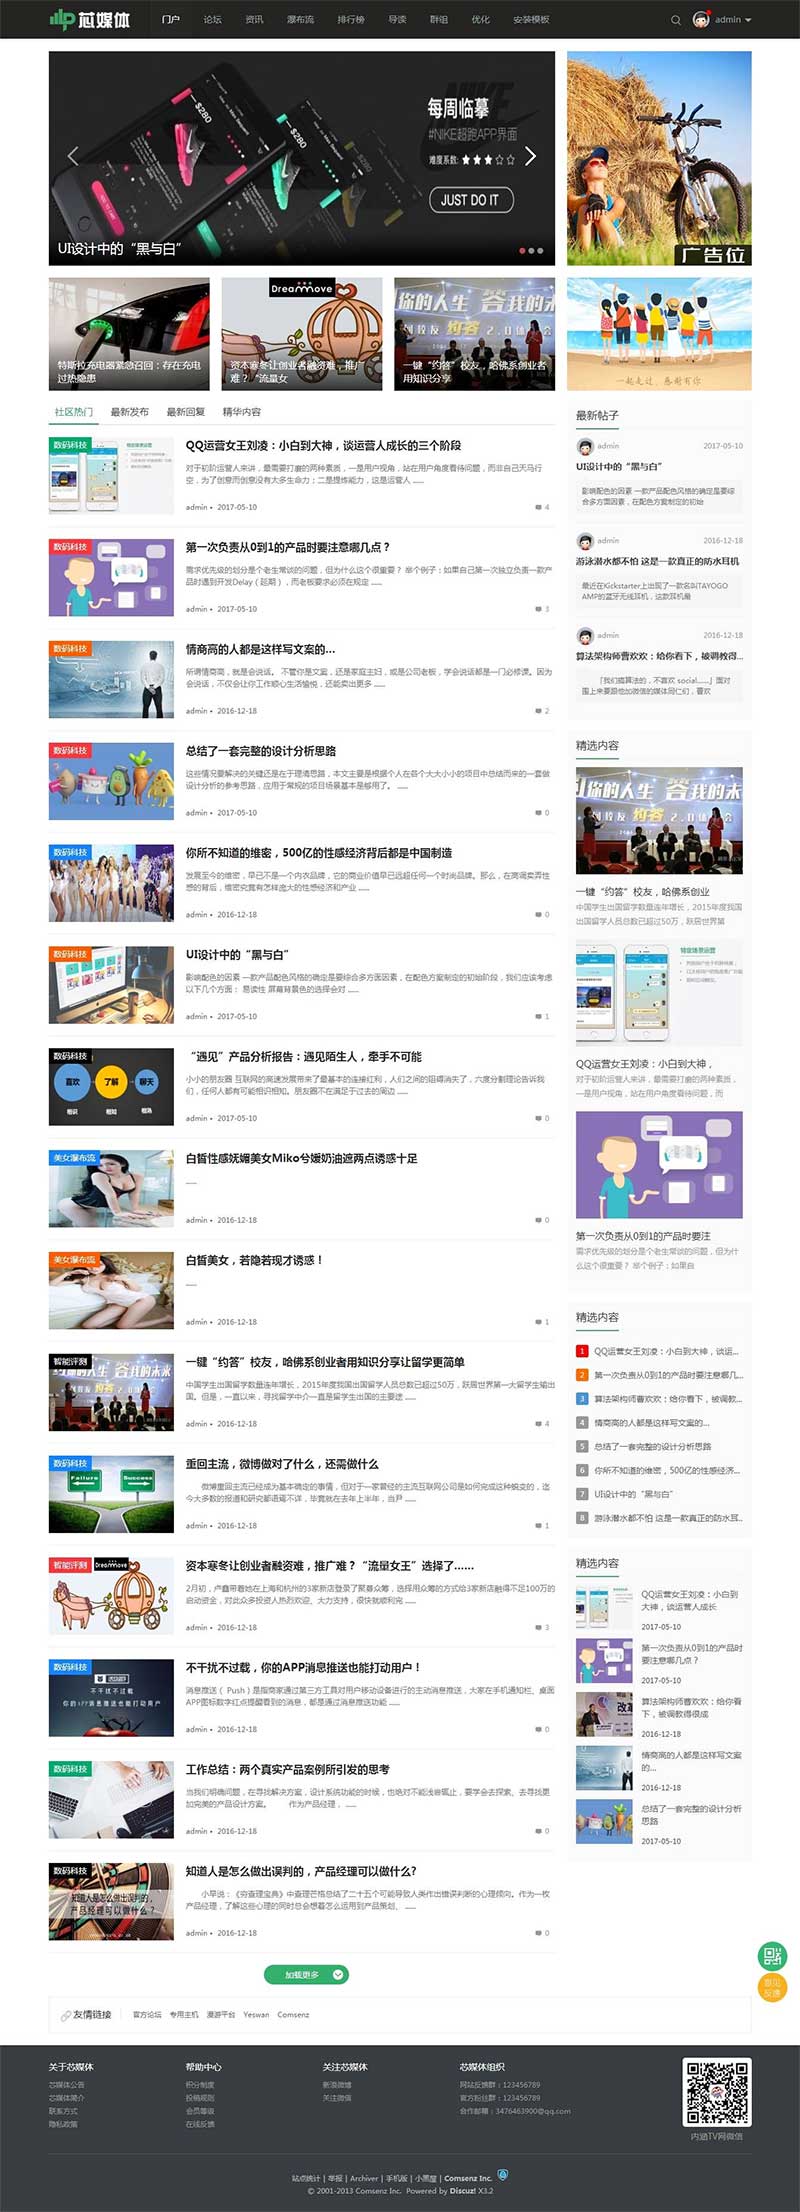 芯媒体
门户 论坛 资讯 瀑布流 排行榜 导读 群组 优化 安装模板
admin
$280
$280
每周临摹
#NIKE超跑APP界面
难度系数:
JUST DO IT
UI设计中的“黑与白”
广告位
特斯拉充电器紧急召回：存在充电
过热隐患
DreamMove
资本寒冬让创业者融资难，推广
难？“流量女
一键“约答”校友，哈佛系创业者
用知识分享
一起走过，感谢有你
社区热门 最新发布 最新回复 精华内容
数码科技
QQ运营女王刘凌：小白到大神，谈运营人成长的三个阶段
对于初阶运营人来讲，最需要打磨的两种素质，一是用户视角，站在用户角度看待问题，而非自己天马行
空，为了创意而创意没有太多生命力；二是提炼能力，这是运营人 ......
admin • 2017-05-10
4
数码科技
第一次负责从0到1的产品时要注意哪几点？
需求优先级的划分是个老生常谈的问题，但为什么这个很重要？ 举个例子：如果自己第一次独立负责一款产
品时遇到开发Delay（延期），而老板要求必须在规定 ......
admin • 2017-05-10
3
数码科技
情商高的人都是这样写文案的...
所谓情商高，就是会说话。 不管你是文案，还是家庭主妇，或是公司老板，学会说话都是一门必修课。因为
会说话，不仅会让你工作顺心生活愉悦，还能卖出更多 ......
admin • 2016-12-18
2
数码科技
总结了一套完整的设计分析思路
这些情况要解决的关键还是在于理清思路，本文主要是根据个人在各个大大小小的项目中总结而来的一套做
设计分析的参考思路，应用于常规的项目场景基本是够用了。 ......
admin • 2017-05-10
0
数码科技
你所不知道的维密，500亿的性感经济背后都是中国制造
发展至今的维密，早已不是一个内衣品牌，它的商业价值早已远超任何一个时尚品牌。那么，在高调卖弄性
感的背后，维密究竟有怎样庞大的性感经济和产业 ......
admin • 2016-12-18
0
数码科技
UI设计中的“黑与白”
影响配色的因素 一款产品配色风格的确定是要综合多方面因素，在配色方案制定的初始阶段，我们应该考虑
以下几个方面： 易读性 屏幕背景色的选择会对 ......
admin • 2017-05-10
1
数码科技
喜欢 了解 聊天
相识 相知 相熟
“遇见”产品分析报告：遇见陌生人，牵手不可能
小小的朋友器 互联网的高速发展带来了最基本的连接红利，人们之间的阻碍消失了，六度分割理论告诉我
们，任何人都有可能相识相知。朋友器不在满足于过去的周边 ......
admin • 2017-05-10
0
美女瀑布流
白皙性感妩媚美女Miko兮媛奶油遮两点诱惑十足
......
admin • 2016-12-18
0
美女瀑布流
白皙美女，若隐若现才诱惑！
......
admin • 2016-12-18
1
智能评测
一键“约答”校友，哈佛系创业者用知识分享让留学更简单
中国学生出国留学数量连年增长，2015年度我国出国留学人员总数已超过50万，跃居世界第一大留学生输出
国。但是，一直以来，寻找留学中介一直是留学生出国的主要途 ......
admin • 2016-12-18
4
数码科技
Failure Success
重回主流，微博做对了什么，还需做什么
微博重回主流已经成为基本确定的事情，但对于一家曾经的主流互联网公司是如何完成这种蜕变的，迄
今大多数的报道和研究都语焉不详，毕竟就在去年上半年，当尹 ......
admin • 2016-12-18
1
智能评测
DreamMove
资本寒冬让创业者融资难，推广难？“流量女王”选择了......
2月初，卢鑫带着她在上海和杭州的3家新店登录了聚募众筹，选择用众筹的方式给3家新店融得不足100万的
启动资金，对此众多投资人热烈欢迎、大力支持，很快就顺利完 ......
admin • 2016-12-18
3
数码科技
不干扰不过载
你的APP消息推送也能打动用户
不干扰不过载，你的APP消息推送也能打动用户！
消息推送（ Push）是指商家通过第三方工具对用户移动设备进行的主动消息推送，大家在手机通知栏、桌面
APP图标数字红点提醒看到的消息，都是通过消息推送功能 ......
admin • 2016-12-18
0
数码科技
工作总结：两个真实产品案例所引发的思考
当我们明确问题，在寻找解决方案，设计系统功能的时候，也绝对不能浅尝辄止，要学会去探索、去寻找更
加完美的产品设计方案。 作为产品经理， ......
admin • 2016-12-18
0
数码科技
知道人是怎么做出误判的，
产品经理可以做什么？
知道人是怎么做出误判的，产品经理可以做什么?
小早说：《穷查理宝典》中查理芒格总结了二十五个可能导致人类作出错误判断的心理倾向。作为一枚
产品经理，了解这些心理的同时总会想着怎么运用到产品策划、 ......
admin • 2016-12-18
0
加载更多
最新帖子
admin 2017-05-10
UI设计中的“黑与白”
影响配色的因素 一款产品配色风格的确定是要综
合多方面因素，在配色方案制定的初始
admin 2016-12-18
游泳潜水都不怕 这是一款真正的防水耳机
最近在Kickstarter上出现了一款名叫TAYOGO
AMP的蓝牙无线耳机，这款耳机最
admin 2016-12-18
算法架构师曹欢欢：给你看下，被调教得...
「我们搞算法的，不喜欢 social……」面对
围上来要跟他加微信的媒体同仁们，曹欢
精选内容
一键“约答”校友，哈佛系创业
中国学生出国留学数量连年增长，2015年度我国
出国留学人员总数已超过50万，跃居世界第
QQ运营女王刘凌：小白到大神，
对于初阶运营人来讲，最需要打磨的两种素质，
一是用户视角，站在用户角度看待问题，而
第一次负责从0到1的产品时要注
需求优先级的划分是个老生常谈的问题，但为什
么这个很重要？ 举个例子：如果自
精选内容
1 QQ运营女王刘凌：小白到大神，谈运...
2 第一次负责从0到1的产品时要注意哪几...
3 算法架构师曹欢欢：给你看下，被调教...
4 情商高的人都是这样写文案的...
5 总结了一套完整的设计分析思路
6 你所不知道的维密，500亿的性感经济...
7 UI设计中的“黑与白”
8 游泳潜水都不怕 这是一款真正的防水耳...
精选内容
QQ运营女王刘凌：小白到
大神，谈运营人成长
2017-05-10
第一次负责从0到1的产品时
要注意哪几点？
2017-05-10
算法架构师曹欢欢：给你看
下，被调教得很成
2016-12-18
情商高的人都是这样写文案
的...
2016-12-18
总结了一套完整的设计分析
思路
2017-05-10
意见
反馈
友情链接 官方论坛 专用主机 漫游平台 Yeswan Comsenz
关于芯媒体
芯媒体公告
芯媒体简介
联系方式
隐私政策
帮助中心
积分制度
投稿规则
会员等级
在线反馈
关注芯媒体
新浪微博
关注微信
芯媒体组织
网站反馈群：123456789
官方粉丝群：123456789
合作邮箱：3476463900@qq.com
内涵TV网微信
站点统计 | 举报 | Archiver | 手机版 | 小黑屋 | Comsenz Inc.
© 2001-2013 Comsenz Inc. Powered by Discuz! X3.2